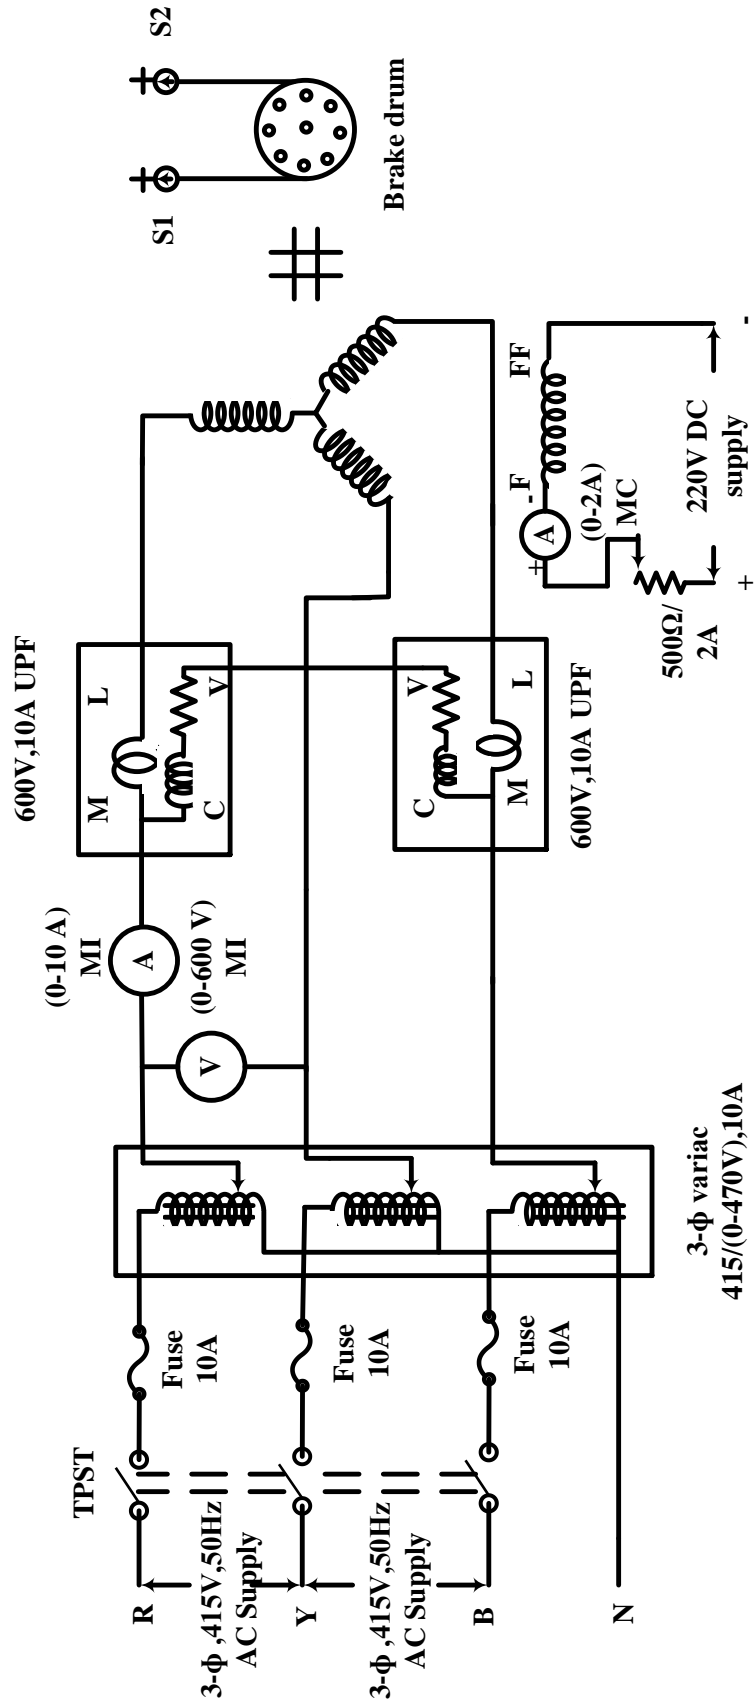 TPST
R
3-ϕ ,415V,50Hz
AC Supply
Y
3-ϕ ,415V,50Hz
AC Supply
B
N
Fuse
10A
Fuse
10A
Fuse
10A
3-ϕ variac
415/(0-470V),10A
(0-10 A)
MI
A
V
(0-600 V)
MI
600V,10A UPF
M
L
C
V
C
V
M
L
600V,10A UPF
S1
S2
Brake drum
+
A
-
F
FF
(0-2A)
MC
500Ω/
2A
220V DC
supply
+
-